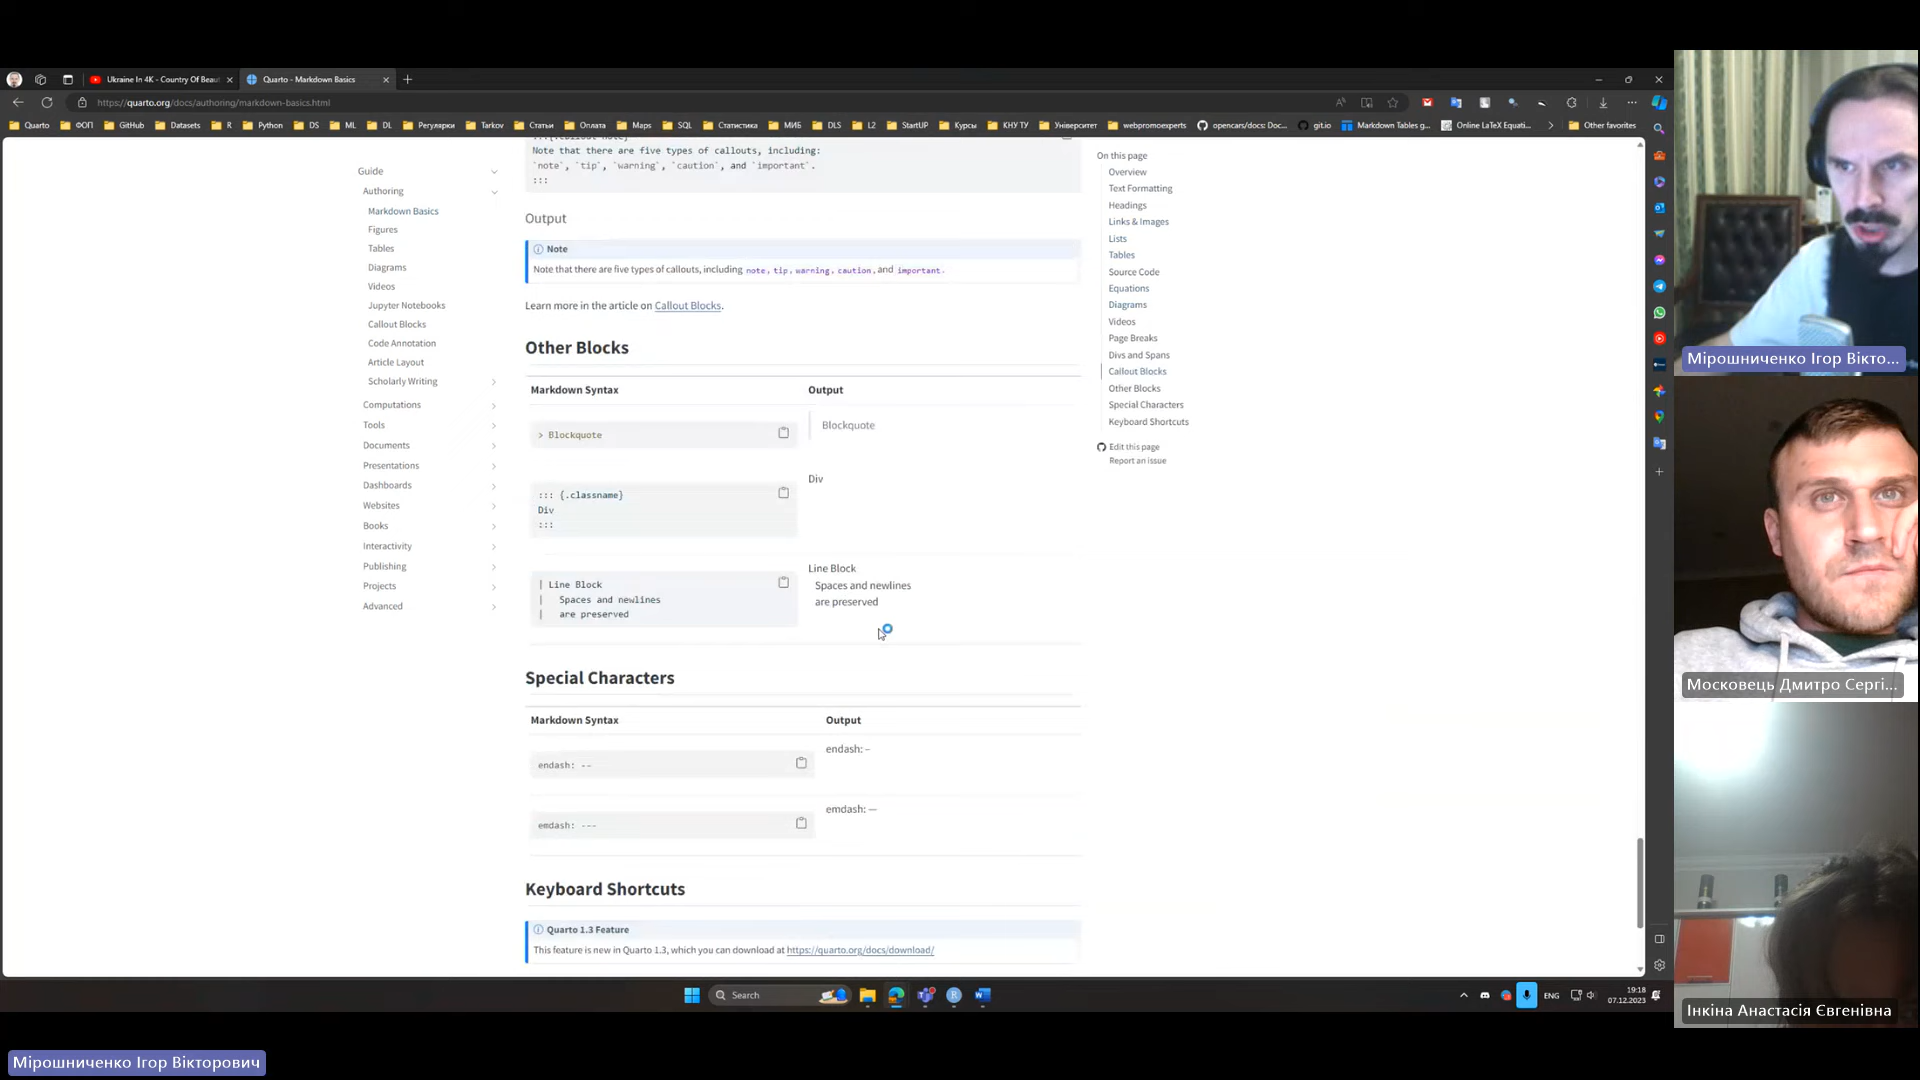 Ukraine In 4K - Country Of Beau
Quarto - Markdown Basics
https://quarto.org/docs/authoring/markdown-basics.html
Quarto
ФОП
GitHub
Datasets
R
Python
DS
ML
DL
Регулярки
Tarkov
Статьи
Оплата
Maps
SQL
Статистика
МИБ
DLS
L2
StartUP
Курсы
КНУ ТУ
Університет
webpromoexperts
opencars/docs: Doc...
git.io
Markdown Tables g...
Online LaTeX Equati...
Other favorites
Guide
Authoring
Markdown Basics
Figures
Tables
Diagrams
Videos
Jupyter Notebooks
Callout Blocks
Code Annotation
Article Layout
Scholarly Writing
Computations
Tools
Documents
Presentations
Dashboards
Websites
Books
Interactivity
Publishing
Projects
Advanced
Note that there are five types of callouts, including:
`note`, `tip`, `warning`, `caution`, and `important`.
:::
Output
Note
Note that there are five types of callouts, including note, tip, warning, caution, and important.
Learn more in the article on Callout Blocks.
Other Blocks
Markdown Syntax Output
> Blockquote
Blockquote
::: {.classname}
Div
:::
Div
| Line Block
|   Spaces and newlines
|   are preserved
Line Block
Spaces and newlines
are preserved
Special Characters
Markdown Syntax Output
endash: --
endash: –
emdash: ---
emdash: —
Keyboard Shortcuts
Quarto 1.3 Feature
This feature is new in Quarto 1.3, which you can download at https://quarto.org/docs/download/
On this page
Overview
Text Formatting
Headings
Links & Images
Lists
Tables
Source Code
Equations
Diagrams
Videos
Page Breaks
Divs and Spans
Callout Blocks
Other Blocks
Special Characters
Keyboard Shortcuts
Edit this page
Report an issue
Search
ENG
19:18
07.12.2023
Мірошниченко Ігор Вікто...
Московець Дмитро Сергі...
Інкіна Анастасія Євгенівна
Мірошниченко Ігор Вікторович